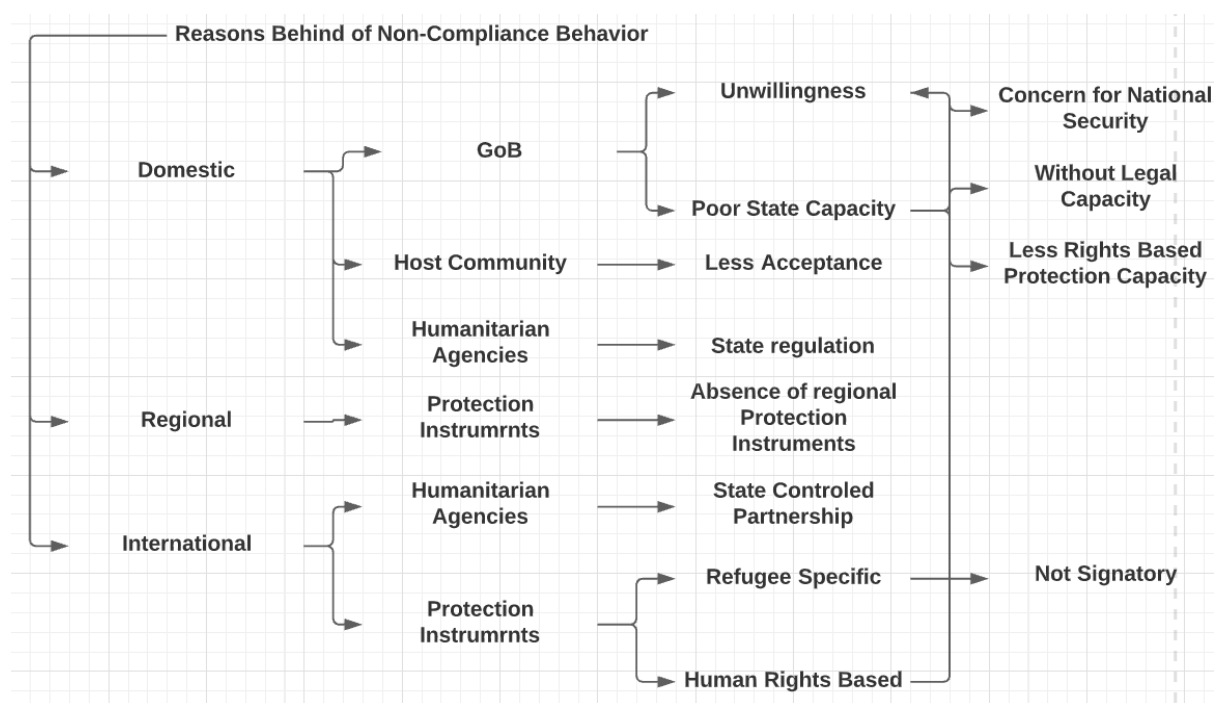 Reasons Behind of Non-Compliance Behavior
Unwillingness
Concern for National
Security
GoB
Domestic
Without Legal
Capacity
Poor State Capacity
Host Community
Less Acceptance
Less Rights Based
Protection Capacity
Humanitarian
Agencies
State regulation
Regional
Protection
Instrumrnts
Absence of regional
Protection
Instruments
Humanitarian
Agencies
State Controled
Partnership
International
Refugee Specific
Not Signatory
Protection
Instrumrnts
Human Rights Based